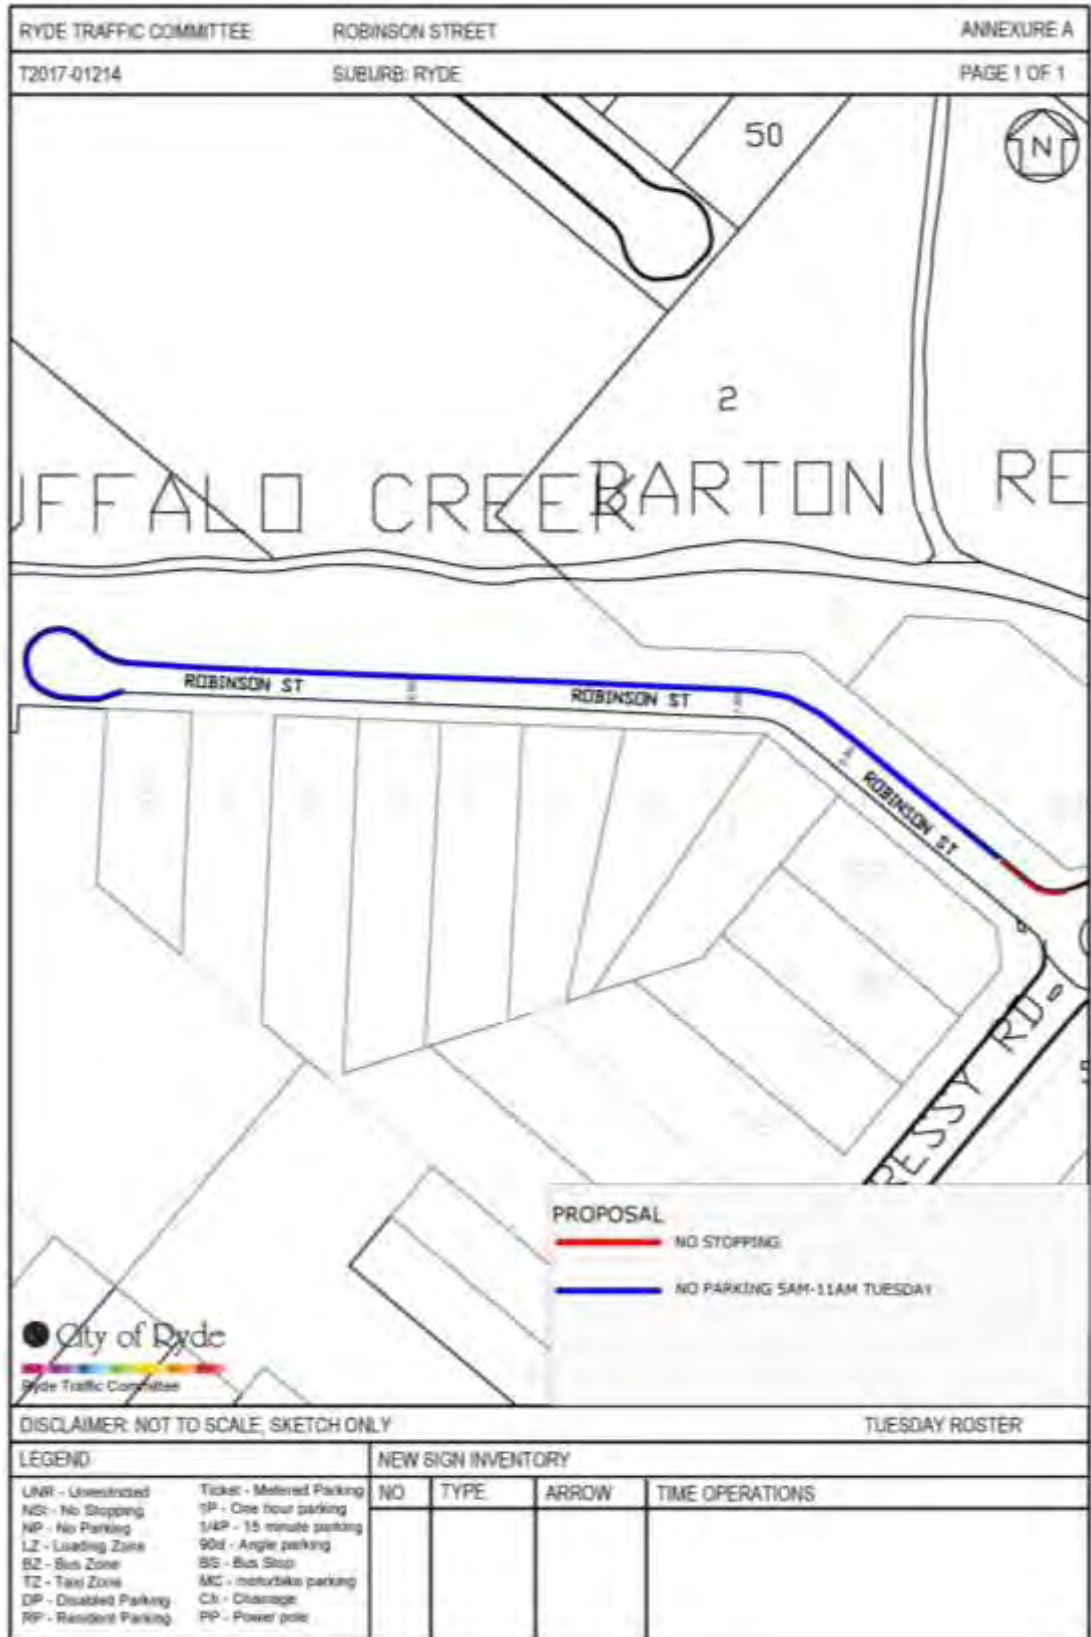 RYDE TRAFFIC COMMITTEE ROBINSON STREET ANNEXURE A
T2017-01214 SUBURB: RYDE PAGE 1 OF 1
50
N
2
UFFALO CREEK BARTON RE
ROBINSON ST
ROBINSON ST
ROBINSON ST
RESSY RD
PROPOSAL
NO STOPPING
NO PARKING 5AM-11AM TUESDAY
City of Ryde
Ryde Traffic Committee
DISCLAIMER: NOT TO SCALE, SKETCH ONLY TUESDAY ROSTER
LEGEND NEW SIGN INVENTORY
NO TYPE ARROW TIME OPERATIONS
UNR - Unrestricted Ticket - Metered Parking
NSt - No Stopping 1P - One hour parking
NP - No Parking 1/4P - 15 minute parking
LZ - Loading Zone 90d - Angle parking
BZ - Bus Zone BS - Bus Stop
TZ - Taxi Zone MC - motorbike parking
DP - Disabled Parking Ch - Chainage
RP - Resident Parking PP - Power pole